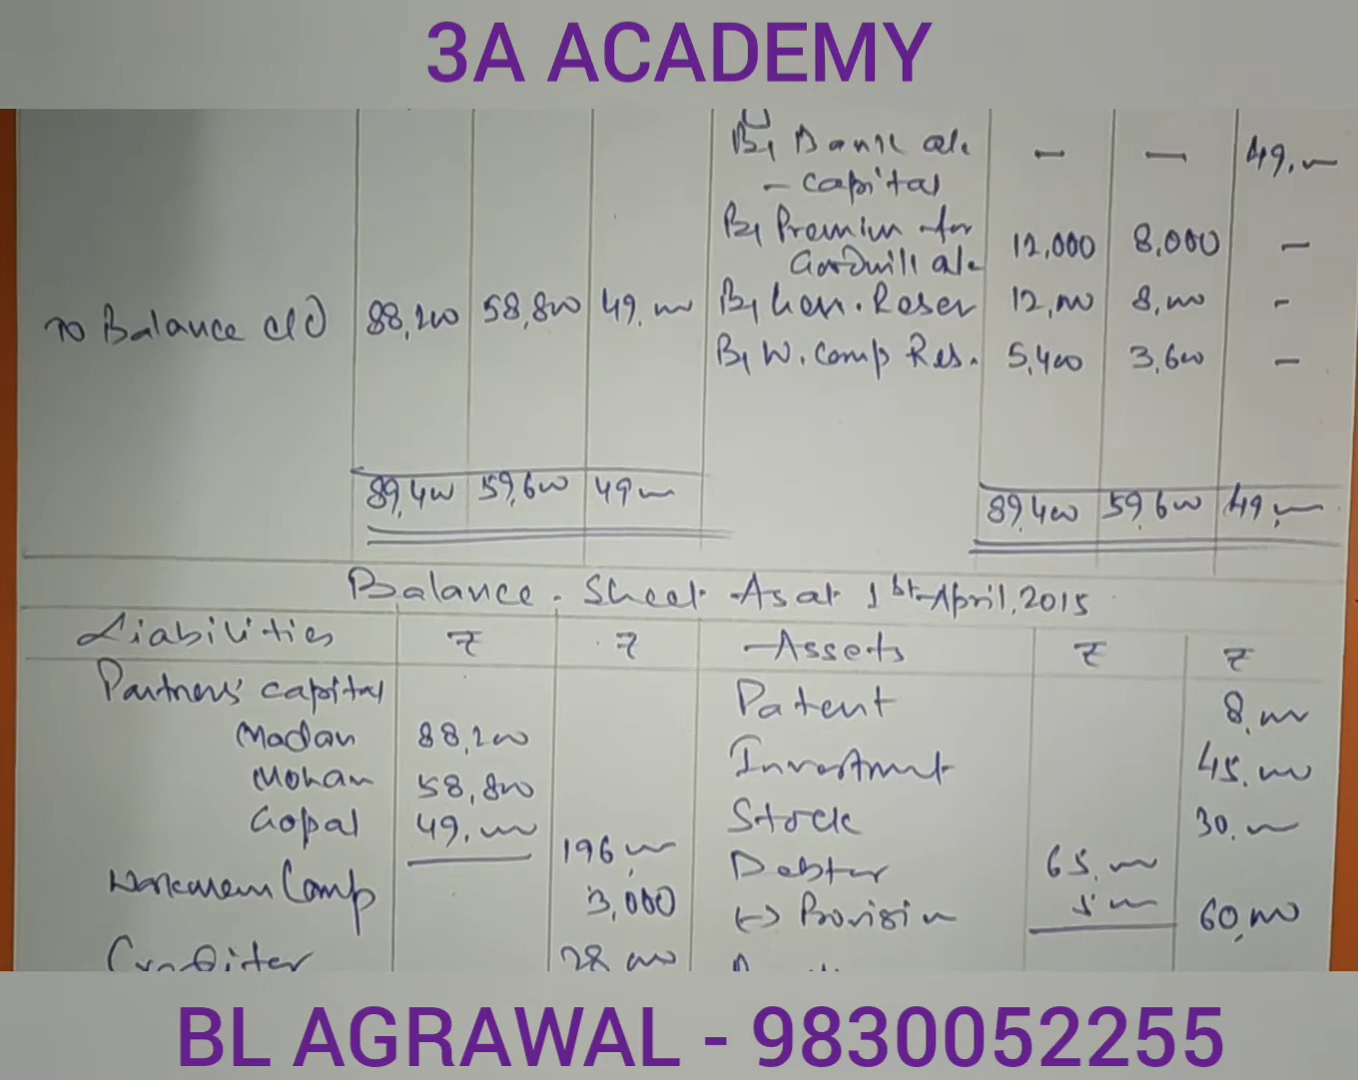 3A ACADEMY
By Bank a/c — — 49,000
- Capital
By Premium for
Goodwill a/c 12,000 8,000 —
To Balance c/d 88,200 58,800 49,000 By Gen. Reser 12,000 8,000 -
By W. Comp Res. 5,400 3,600 —
89,400 59,600 49000 89,400 59,600 49,000
Balance Sheet As at 1st April, 2015
Liabilities ₹ ₹ Assets ₹ ₹
Partners' capital Patent 8,000
Madan 88,200
Mohan 58,800 Investment 45,000
Gopal 49,000 196,000 Stock 30,000
Workmen Comp 3,000 Debtor 65,000
(-) Provision 5000 60,000
Creditor 28,000
BL AGRAWAL - 9830052255